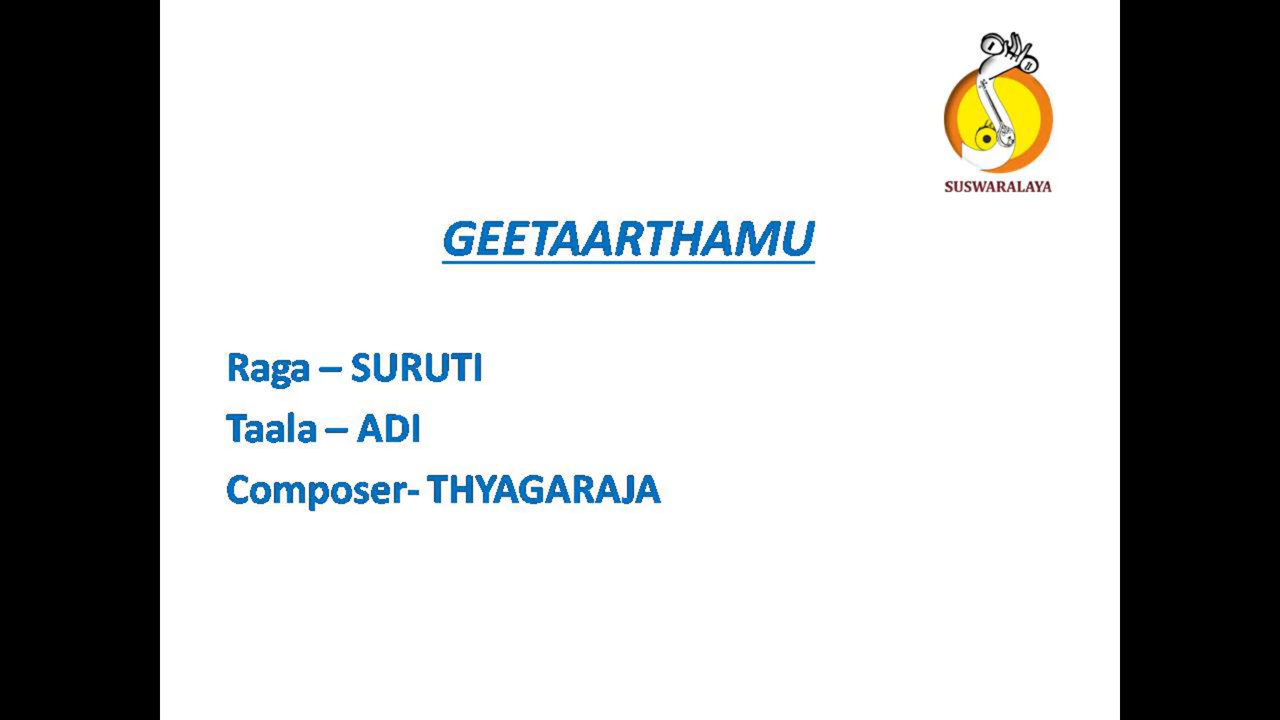 SUSWARALAYA
GEETAARTHAMU
Raga – SURUTI
Taala – ADI
Composer- THYAGARAJA